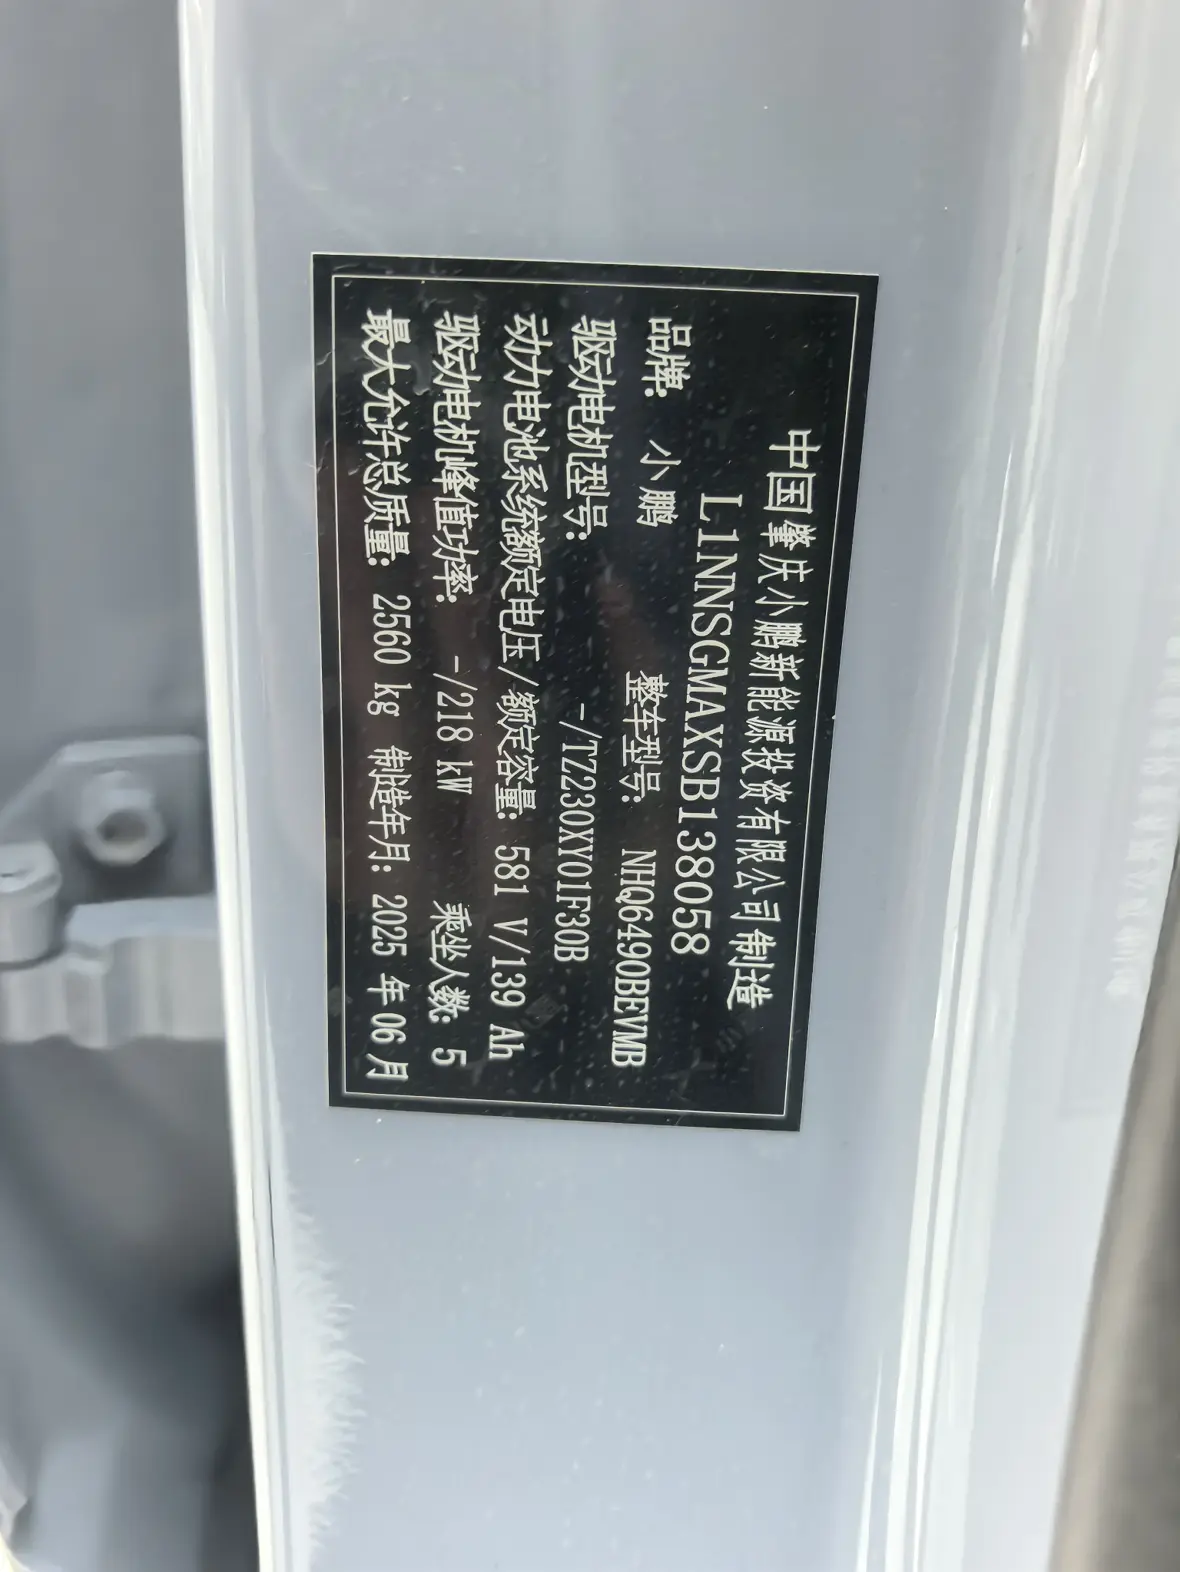 中国肇庆小鹏新能源投资有限公司制造
L1NNSGMAXSB138058
品牌: 小鹏 整车型号: NHQ6490BEVMB
驱动电机型号: -/TZ230XY01F30B
动力电池系统额定电压/额定容量: 581 V/139 Ah
驱动电机峰值功率: -/218 kW 乘坐人数: 5
最大允许总质量: 2560 kg 制造年月: 2025 年 06 月